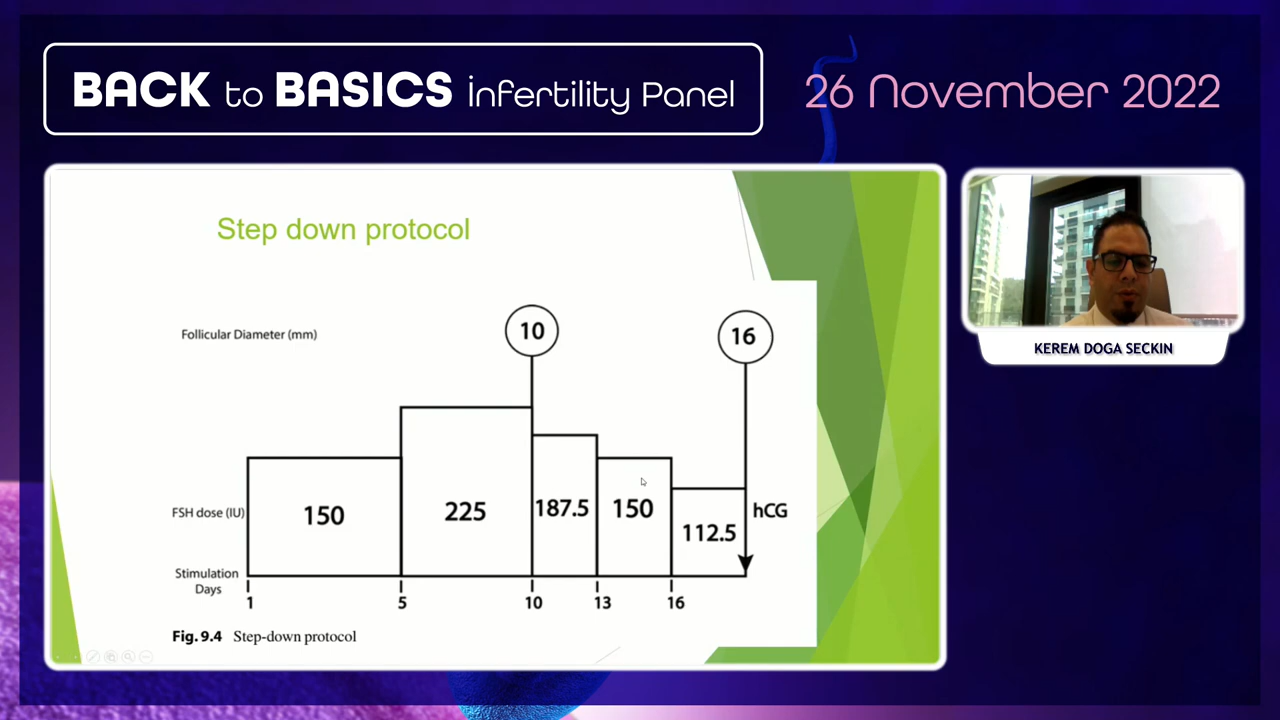 BACK to BASICS infertility Panel
26 November 2022
Step down protocol
Follicular Diameter (mm)
10
16
FSH dose (IU)
150
225
187.5
150
112.5
hCG
Stimulation
Days
1
5
10
13
16
Fig. 9.4 Step-down protocol
KEREM DOGA SECKIN